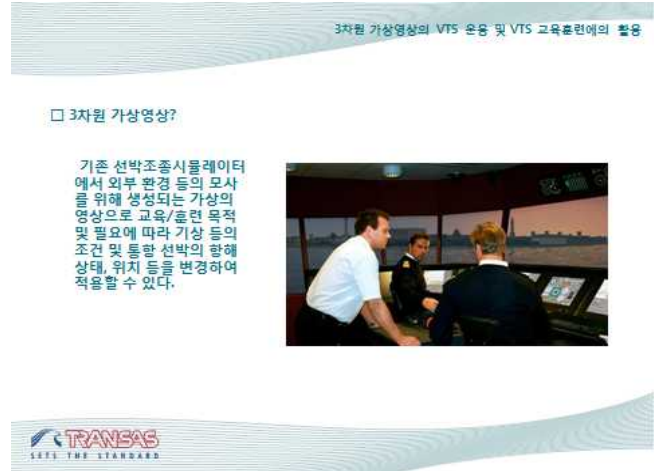 3차원 가상영상의 VTS 운용 및 VTS 교육훈련에의 활용
□ 3차원 가상영상?
기존 선박조종시뮬레이터
에서 외부 환경 등의 모사
를 위해 생성되는 가상의
영상으로 교육/훈련 목적
및 필요에 따라 기상 등의
조건 및 통항 선박의 항해
상태, 위치 등을 변경하여
적용할 수 있다.
TRANSAS
SETS THE STANDARD